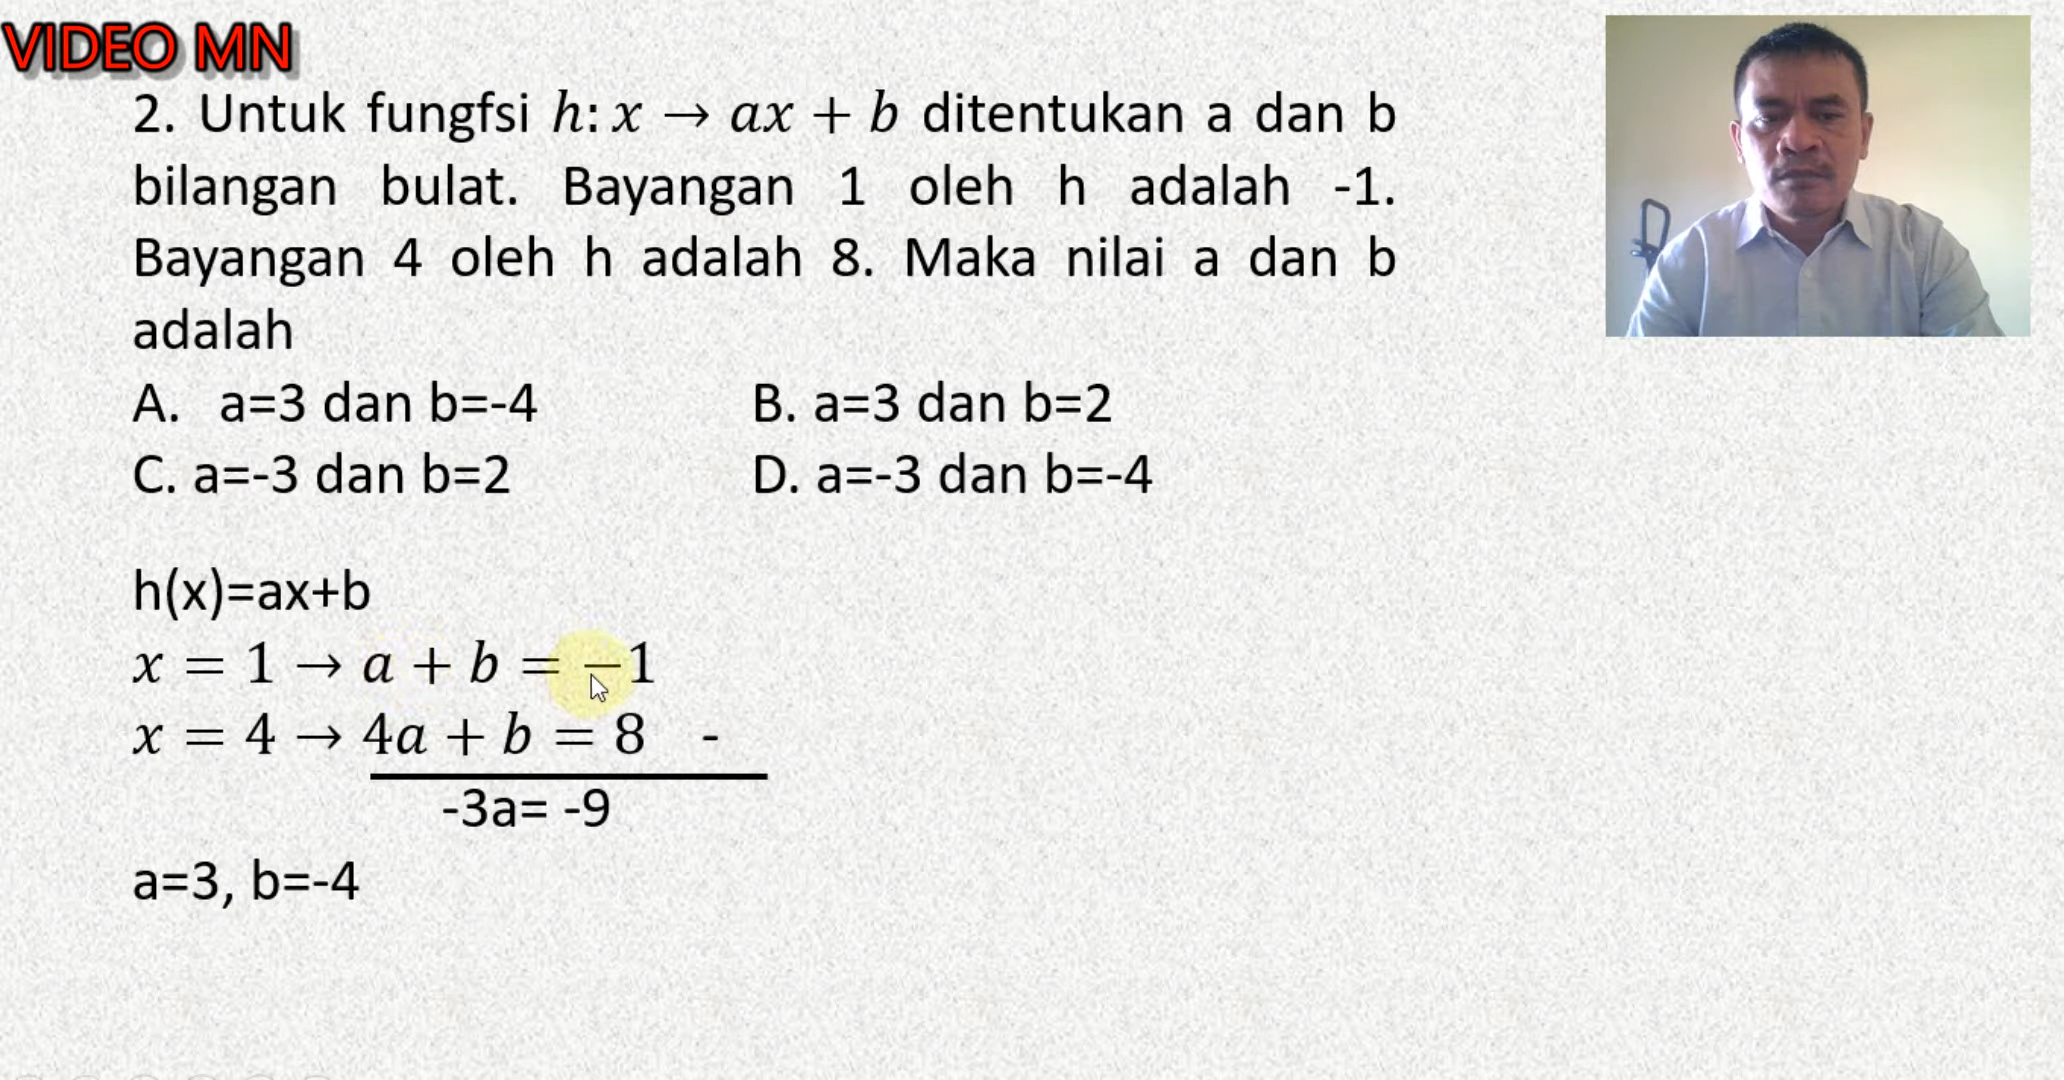 VIDEO MN
2. Untuk fungfsi h: x → ax + b ditentukan a dan b
bilangan bulat. Bayangan 1 oleh h adalah -1.
Bayangan 4 oleh h adalah 8. Maka nilai a dan b
adalah
A. a=3 dan b=-4 B. a=3 dan b=2
C. a=-3 dan b=2 D. a=-3 dan b=-4
h(x)=ax+b
x = 1 → a + b = −1
x = 4 → 4a + b = 8 -
-3a= -9
a=3, b=-4